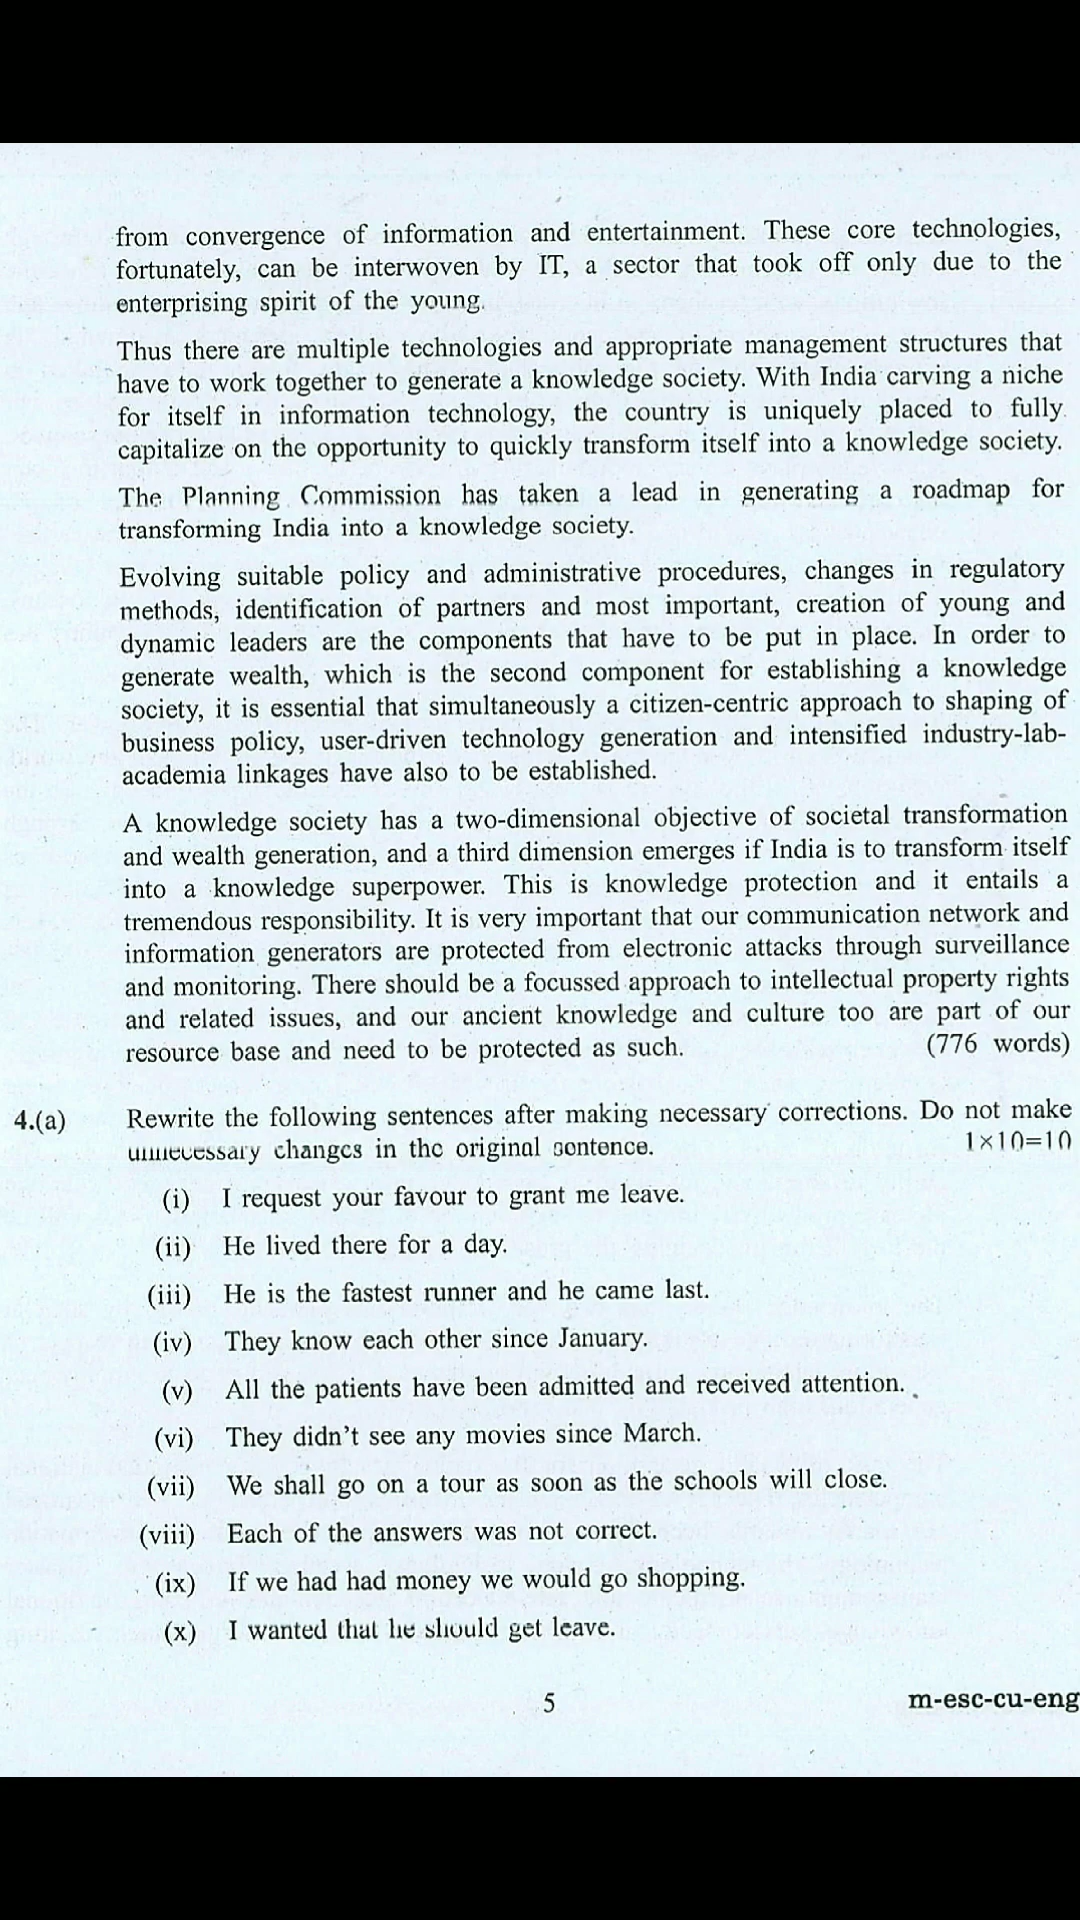 from convergence of information and entertainment. These core technologies,
fortunately, can be interwoven by IT, a sector that took off only due to the
enterprising spirit of the young.
Thus there are multiple technologies and appropriate management structures that
have to work together to generate a knowledge society. With India carving a niche
for itself in information technology, the country is uniquely placed to fully
capitalize on the opportunity to quickly transform itself into a knowledge society.
The Planning Commission has taken a lead in generating a roadmap for
transforming India into a knowledge society.
Evolving suitable policy and administrative procedures, changes in regulatory
methods, identification of partners and most important, creation of young and
dynamic leaders are the components that have to be put in place. In order to
generate wealth, which is the second component for establishing a knowledge
society, it is essential that simultaneously a citizen-centric approach to shaping of
business policy, user-driven technology generation and intensified industry-lab-
academia linkages have also to be established.
A knowledge society has a two-dimensional objective of societal transformation
and wealth generation, and a third dimension emerges if India is to transform itself
into a knowledge superpower. This is knowledge protection and it entails a
tremendous responsibility. It is very important that our communication network and
information generators are protected from electronic attacks through surveillance
and monitoring. There should be a focussed approach to intellectual property rights
and related issues, and our ancient knowledge and culture too are part of our
resource base and need to be protected as such. (776 words)
4.(a) Rewrite the following sentences after making necessary corrections. Do not make
unnecessary changes in the original sentence. 1×10=10
(i) I request your favour to grant me leave.
(ii) He lived there for a day.
(iii) He is the fastest runner and he came last.
(iv) They know each other since January.
(v) All the patients have been admitted and received attention.
(vi) They didn't see any movies since March.
(vii) We shall go on a tour as soon as the schools will close.
(viii) Each of the answers was not correct.
(ix) If we had had money we would go shopping.
(x) I wanted that he should get leave.
5 m-esc-cu-eng